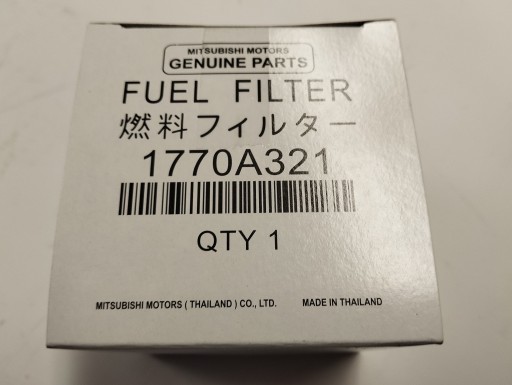 MITSUBISHI MOTORS
GENUINE PARTS
FUEL FILTER
燃料フィルター
1770A321
QTY 1
MITSUBISHI MOTORS ( THAILAND ) CO., LTD. MADE IN THAILAND